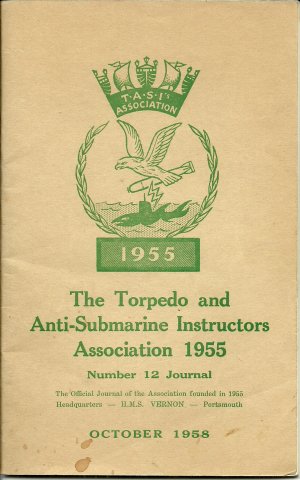 T·A·S·I's
ASSOCIATION
1955
The Torpedo and
Anti-Submarine Instructors
Association 1955
Number 12 Journal
The Official Journal of the Association founded in 1955
Headquarters — H.M.S. VERNON — Portsmouth
OCTOBER 1958